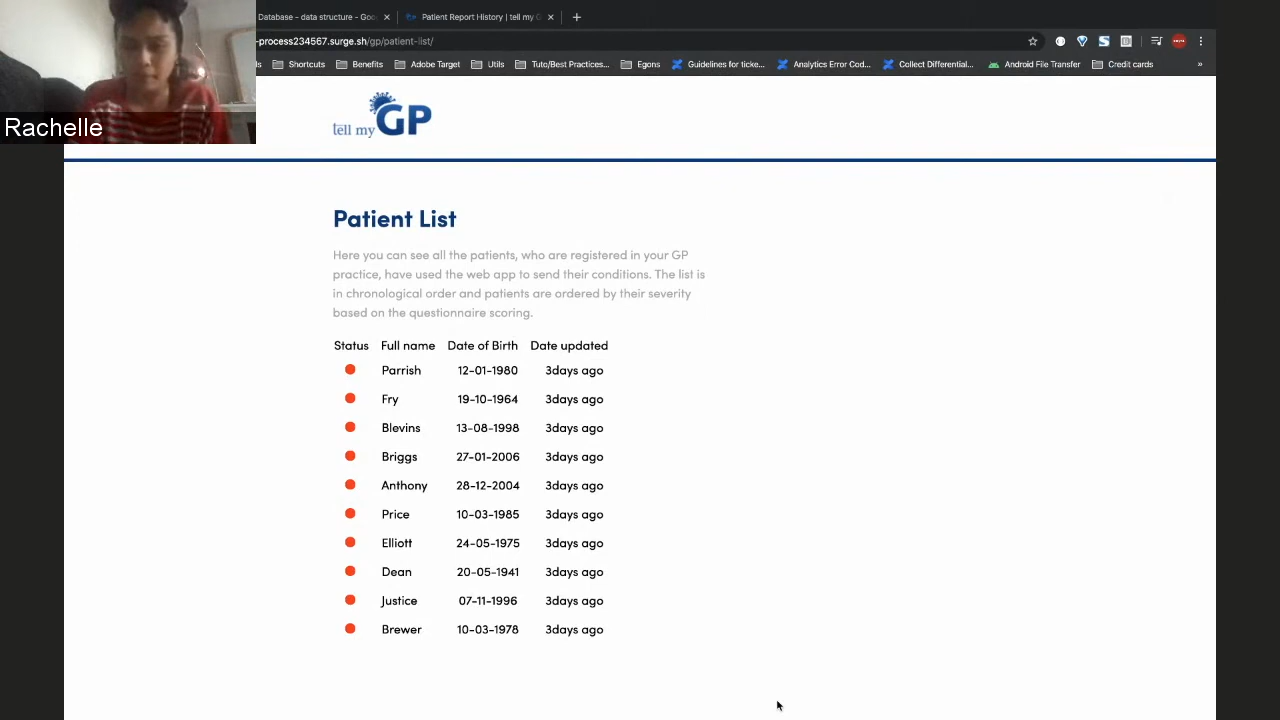 Database - data structure - Goo
Patient Report History | tell my G
-process234567.surge.sh/gp/patient-list/
ls
Shortcuts
Benefits
Adobe Target
Utils
Tuto/Best Practices...
Egons
Guidelines for ticke...
Analytics Error Cod...
Collect Differential...
Android File Transfer
Credit cards
Rachelle
tell my GP
Patient List
Here you can see all the patients, who are registered in your GP
practice, have used the web app to send their conditions. The list is
in chronological order and patients are ordered by their severity
based on the questionnaire scoring.
Status Full name Date of Birth Date updated
Parrish 12-01-1980 3days ago
Fry 19-10-1964 3days ago
Blevins 13-08-1998 3days ago
Briggs 27-01-2006 3days ago
Anthony 28-12-2004 3days ago
Price 10-03-1985 3days ago
Elliott 24-05-1975 3days ago
Dean 20-05-1941 3days ago
Justice 07-11-1996 3days ago
Brewer 10-03-1978 3days ago